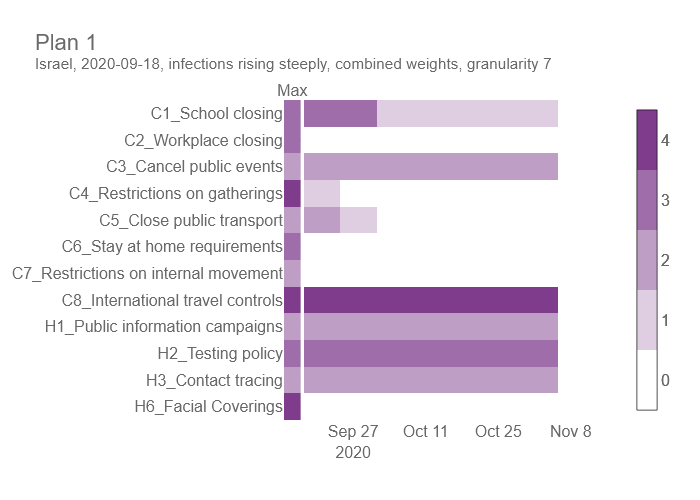 Plan 1
Israel, 2020-09-18, infections rising steeply, combined weights, granularity 7
Max
C1_School closing
C2_Workplace closing
C3_Cancel public events
C4_Restrictions on gatherings
C5_Close public transport
C6_Stay at home requirements
C7_Restrictions on internal movement
C8_International travel controls
H1_Public information campaigns
H2_Testing policy
H3_Contact tracing
H6_Facial Coverings
Sep 27 Oct 11 Oct 25 Nov 8
2020
4
3
2
1
0